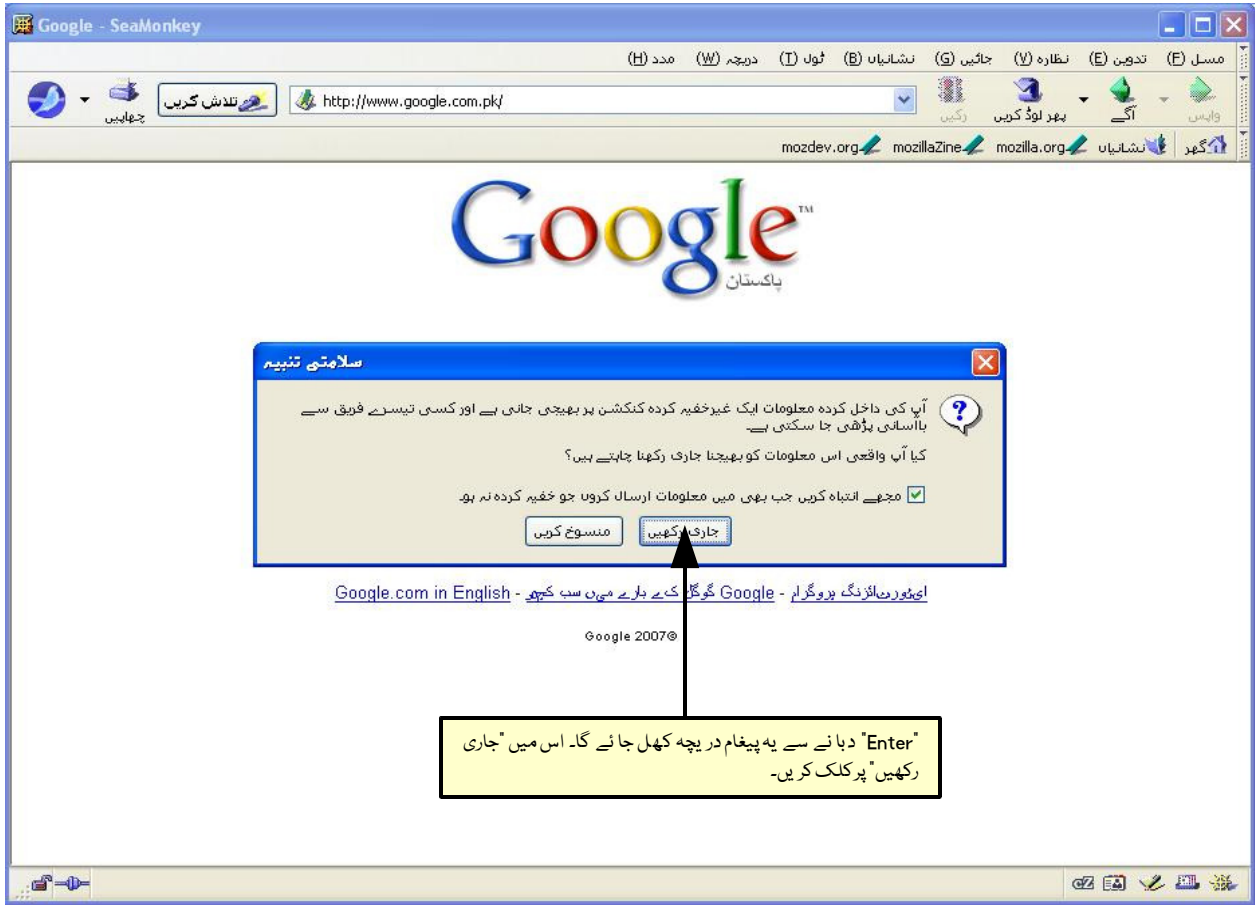 Google - SeaMonkey
مسل (F) تدوین (E) نظارہ (V) جائیں (G) نشانیاں (B) ٹول (T) دریچہ (W) مدد (H)
واپس آگے پھر لوڈ کریں رکیں http://www.google.com.pk/ تلاش کریں چھاپیں
گھر نشانیاں mozilla.org mozillaZine mozdev.org
Google™
پاکستان
سلامتی تنبیہ
آپ کی داخل کردہ معلومات ایک غیرخفیہ کردہ کنکشن پر بھیجی جانی ہے اور کسی تیسرے فریق سے
باآسانی پڑھی جا سکتی ہے۔
کیا آپ واقعی اس معلومات کو بھیجنا جاری رکھنا چاہتے ہیں؟
مجھے انتباہ کریں جب بھی میں معلومات ارسال کروں جو خفیہ کردہ نہ ہو۔
جاری رکھیں منسوخ کریں
ایڈورٹائزنگ پروگرام - Google گوگل کے بارے میں سب کچھ - Google.com in English
Google 2007©
"Enter" دبانے سے یہ پیغام دریچہ کھل جائے گا۔ اس میں "جاری
رکھیں" پر کلک کریں۔